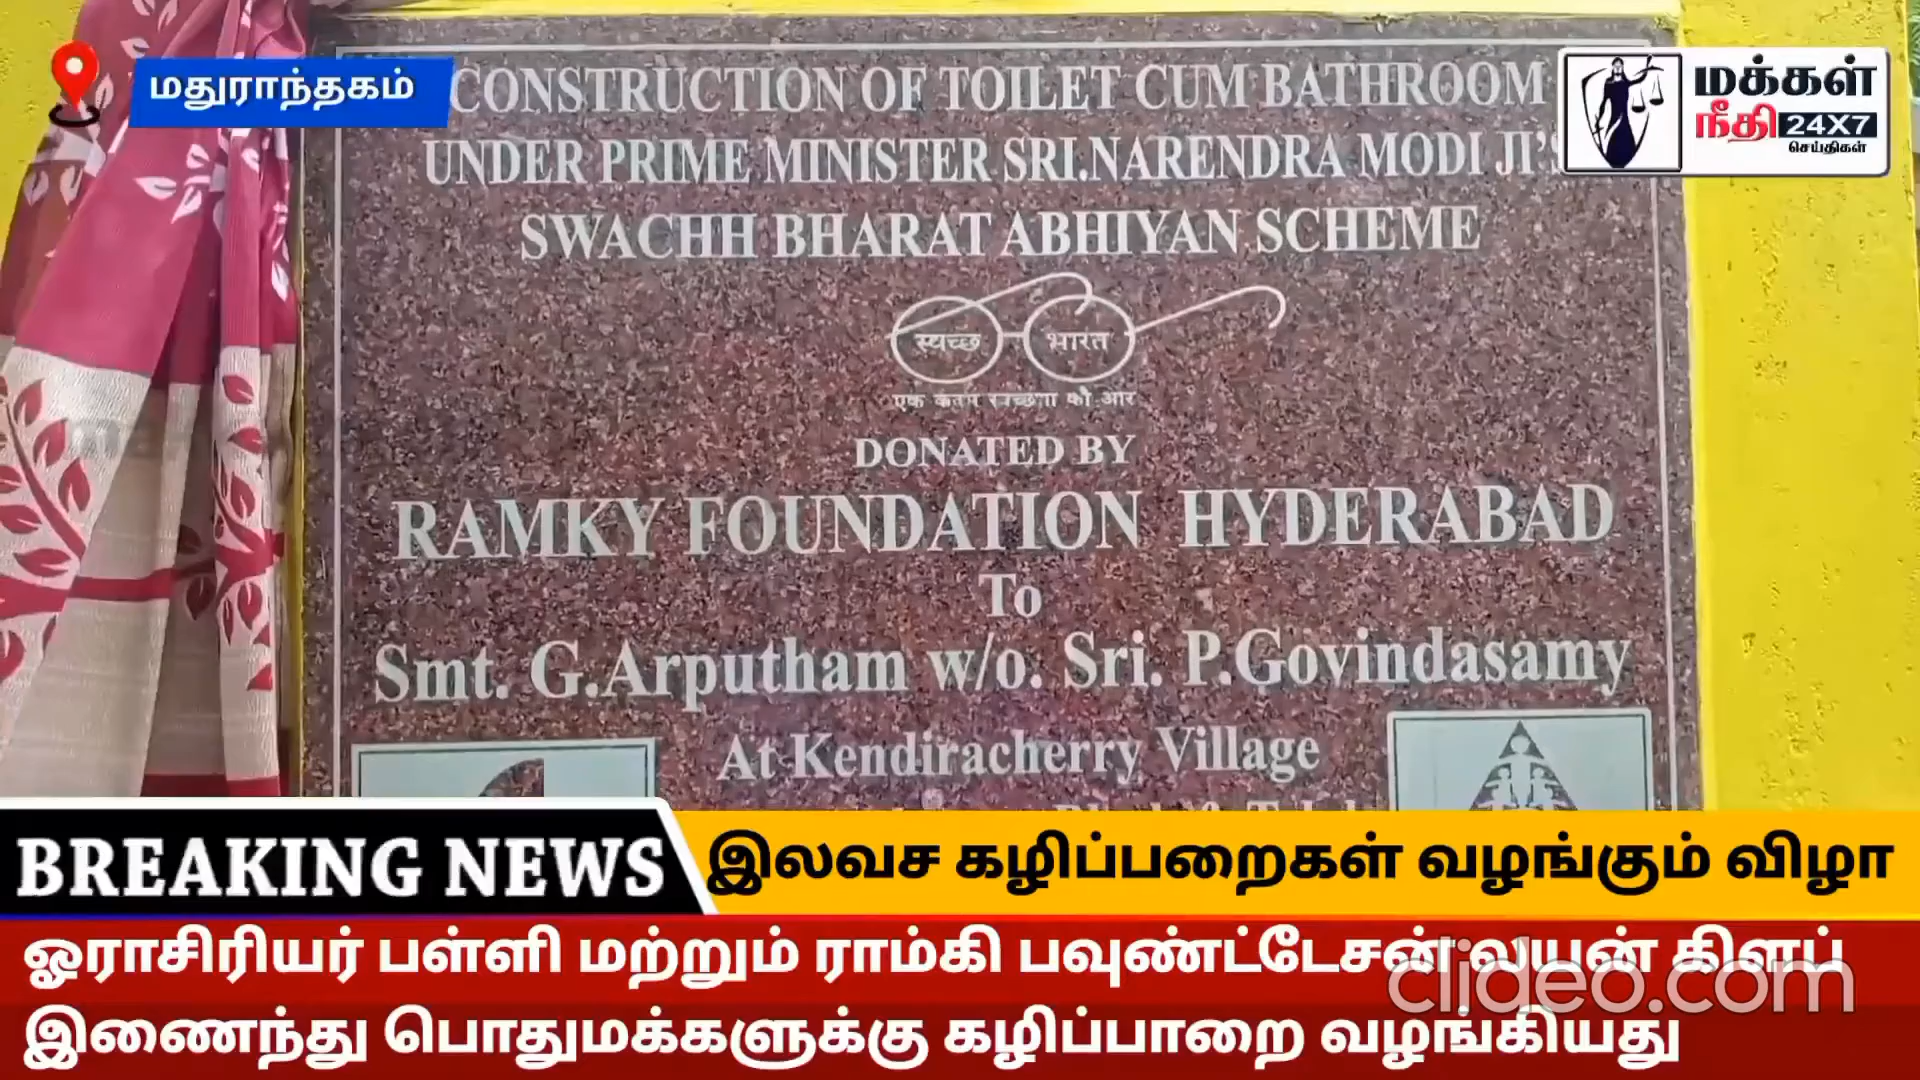 மதுராந்தகம்
மக்கள்
நீதி 24X7
செய்திகள்
CONSTRUCTION OF TOILET CUM BATHROOM
UNDER PRIME MINISTER SRI.NARENDRA MODI JI'S
SWACHH BHARAT ABHIYAN SCHEME
स्वच्छ भारत
एक कदम स्वच्छता की ओर
DONATED BY
RAMKY FOUNDATION HYDERABAD
To
Smt. G.Arputham w/o. Sri. P.Govindasamy
At Kendiracherry Village
BREAKING NEWS
இலவச கழிப்பறைகள் வழங்கும் விழா
ஓராசிரியர் பள்ளி மற்றும் ராம்கி பவுண்ட்டேசன் லயன் கிளப்
இணைந்து பொதுமக்களுக்கு கழிப்பாறை வழங்கியது
clideo.com